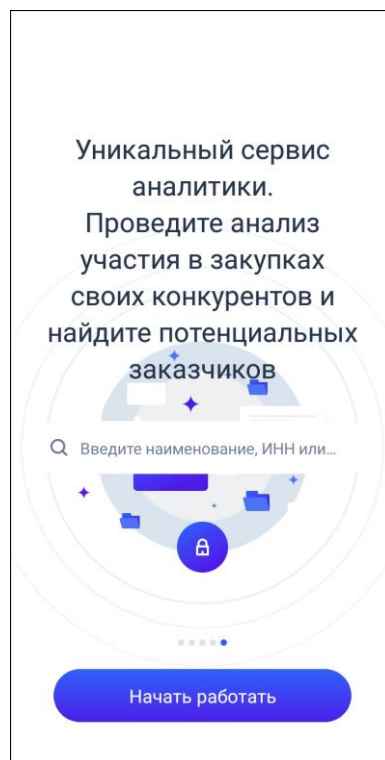 Уникальный сервис
аналитики.
Проведите анализ
участия в закупках
своих конкурентов и
найдите потенциальных
заказчиков
Введите наименование, ИНН или...
Начать работать